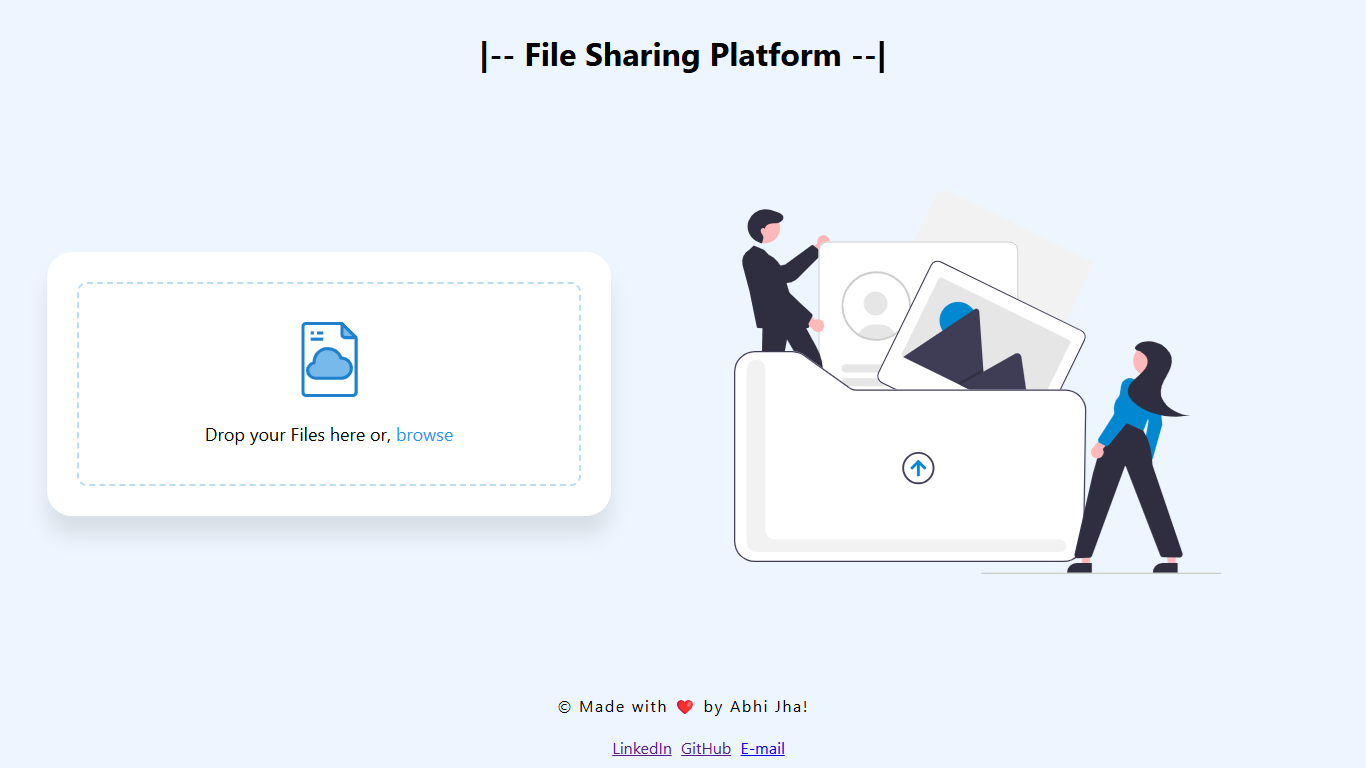 |-- File Sharing Platform --|
Drop your Files here or, browse
© Made with ❤️ by Abhi Jha!
LinkedIn GitHub E-mail